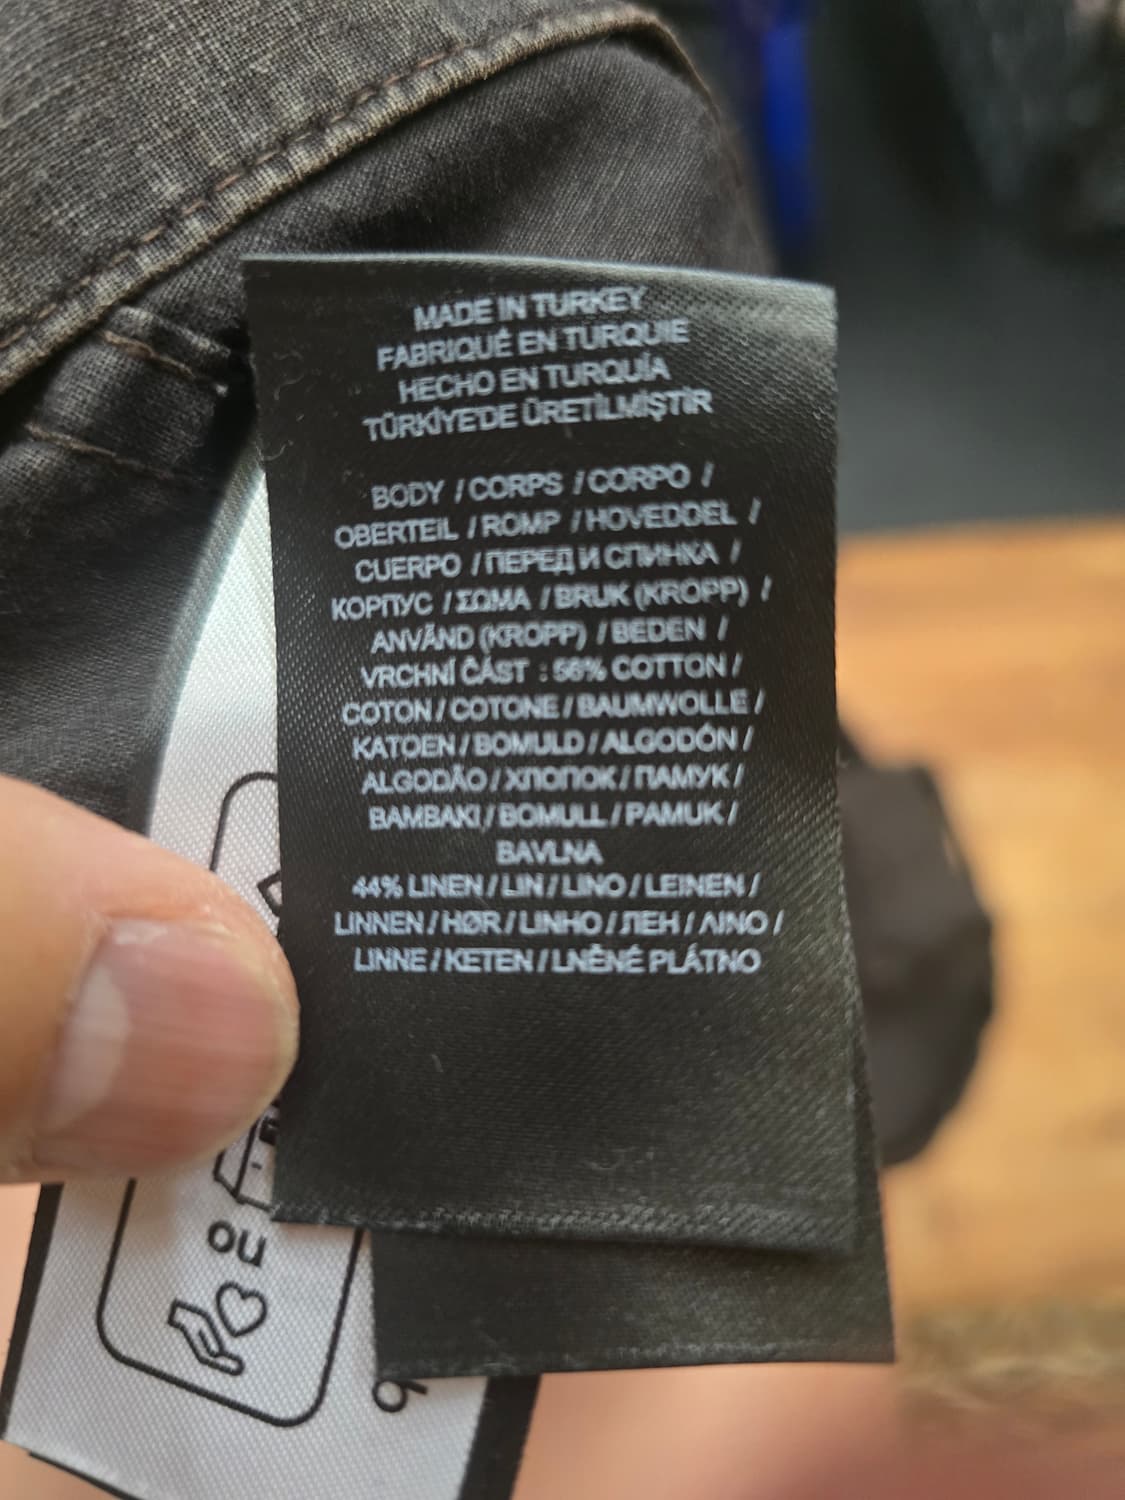 MADE IN TURKEY
FABRIQUÉ EN TURQUIE
HECHO EN TURQUÍA
TÜRKİYE'DE ÜRETİLMİŞTİR
BODY / CORPS / CORPO /
OBERTEIL / ROMP / HOVEDDEL /
CUERPO / ПЕРЕД И СПИНКА /
КОРПУС / ΣΩΜΑ / BRUK (KROPP) /
ANVÄND (KROPP) / BEDEN /
VRCHNÍ ČÁST : 56% COTTON /
COTON / COTONE / BAUMWOLLE /
KATOEN / BOMULD / ALGODÓN /
ALGODÃO / ХЛОПОК / ПАМУК /
BAMBAKI / BOMULL / PAMUK /
BAVLNA
44% LINEN / LIN / LINO / LEINEN /
LINNEN / HØR / LINHO / ЛЕН / ΛΙΝΟ /
LINNE / KETEN / LNĚNÉ PLÁTNO
ou